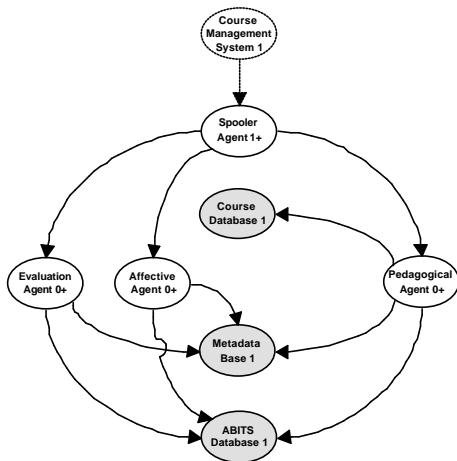 Course
Management
System 1
Spooler
Agent 1+
Course
Database 1
Evaluation
Agent 0+
Affective
Agent 0+
Pedagogical
Agent 0+
Metadata
Base 1
ABITS
Database 1